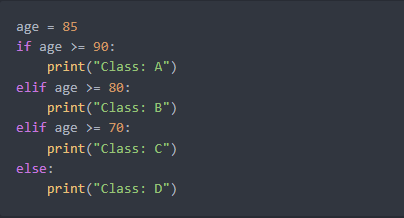 age = 85
if age >= 90:
    print("Class: A")
elif age >= 80:
    print("Class: B")
elif age >= 70:
    print("Class: C")
else:
    print("Class: D")